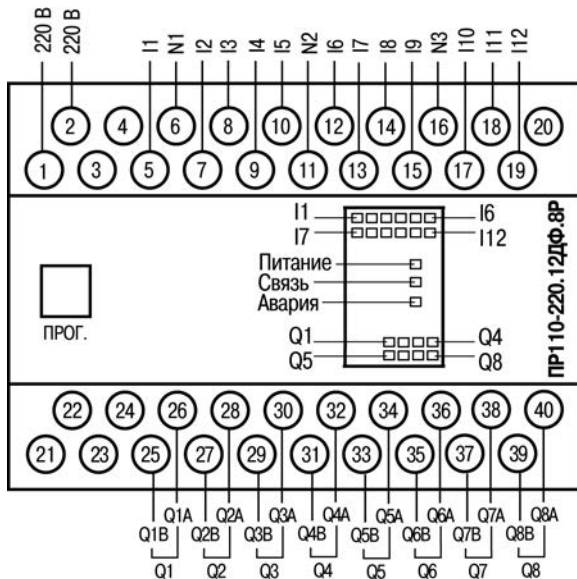 220 В 220 В I1 N1 I2 I3 I4 I5 N2 I6 I7 I8 I9 N3 I10 I11 I12
2 4 6 8 10 12 14 16 18 20
1 3 5 7 9 11 13 15 17 19
I1 I6
I7 I12
Питание
Связь
Авария
Q1 Q4
Q5 Q8
ПРОГ.
ПР110-220.12ДФ.8Р
22 24 26 28 30 32 34 36 38 40
21 23 25 27 29 31 33 35 37 39
Q1A Q2A Q3A Q4A Q5A Q6A Q7A Q8A
Q1B Q2B Q3B Q4B Q5B Q6B Q7B Q8B
Q1 Q2 Q3 Q4 Q5 Q6 Q7 Q8